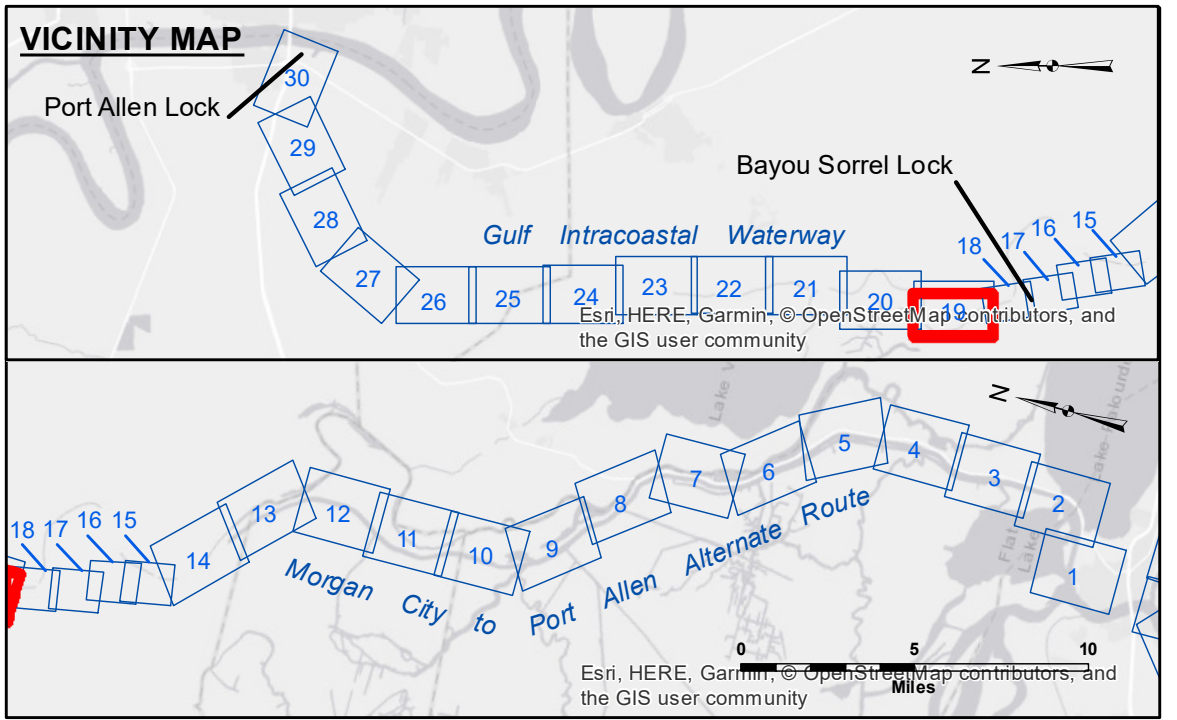 VICINITY MAP
N
30
Port Allen Lock
29
Bayou Sorrel Lock
28
Gulf Intracoastal Waterway
18
17
16
15
27
26
25
24
23
22
21
20
19
Esri, HERE, Garmin, © OpenStreetMap contributors, and
the GIS user community
Lake
N
5
4
7
6
3
8
2
13
12
18
17
16
15
14
11
10
9
1
Flat
Lake
Morgan City to Port Allen Alternate Route
0
5
10
Miles
Esri, HERE, Garmin, © OpenStreetMap contributors, and
the GIS user community